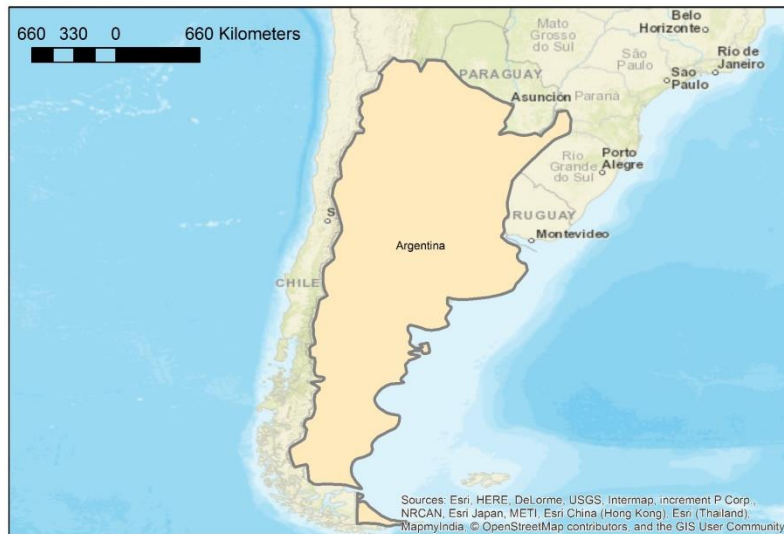 660 330 0 660 Kilometers
Belo
Horizonte
MATO
GROSSO
DO SUL
SÃO
PAULO
Rio de
Janeiro
Sao
Paulo
PARAGUAY
Asunción
PARANÁ
RIO
GRANDE
DO SUL
Porto
Alegre
S
RUGUAY
Montevideo
Argentina
CHILE
Sources: Esri, HERE, DeLorme, USGS, Intermap, increment P Corp.,
NRCAN, Esri Japan, METI, Esri China (Hong Kong), Esri (Thailand),
MapmyIndia, © OpenStreetMap contributors, and the GIS User Community